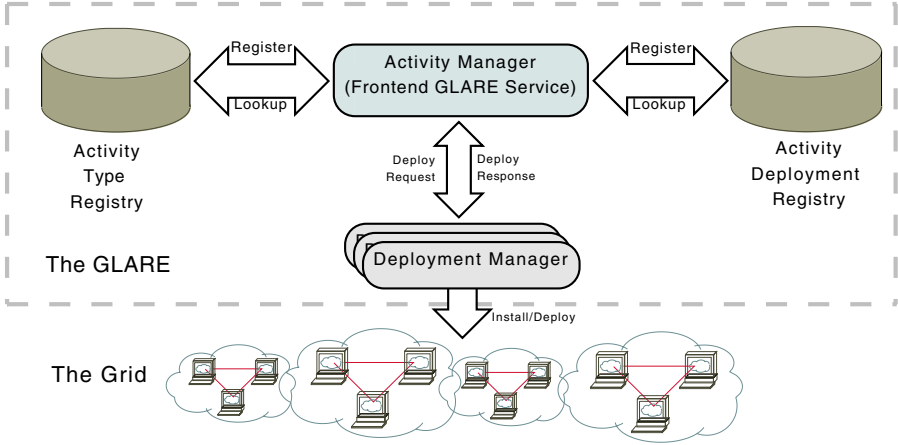 Register
Lookup
Activity Manager
(Frontend GLARE Service)
Register
Lookup
Activity
Type
Registry
Deploy
Request
Deploy
Response
Activity
Deployment
Registry
Deployment Manager
The GLARE
Install/Deploy
The Grid